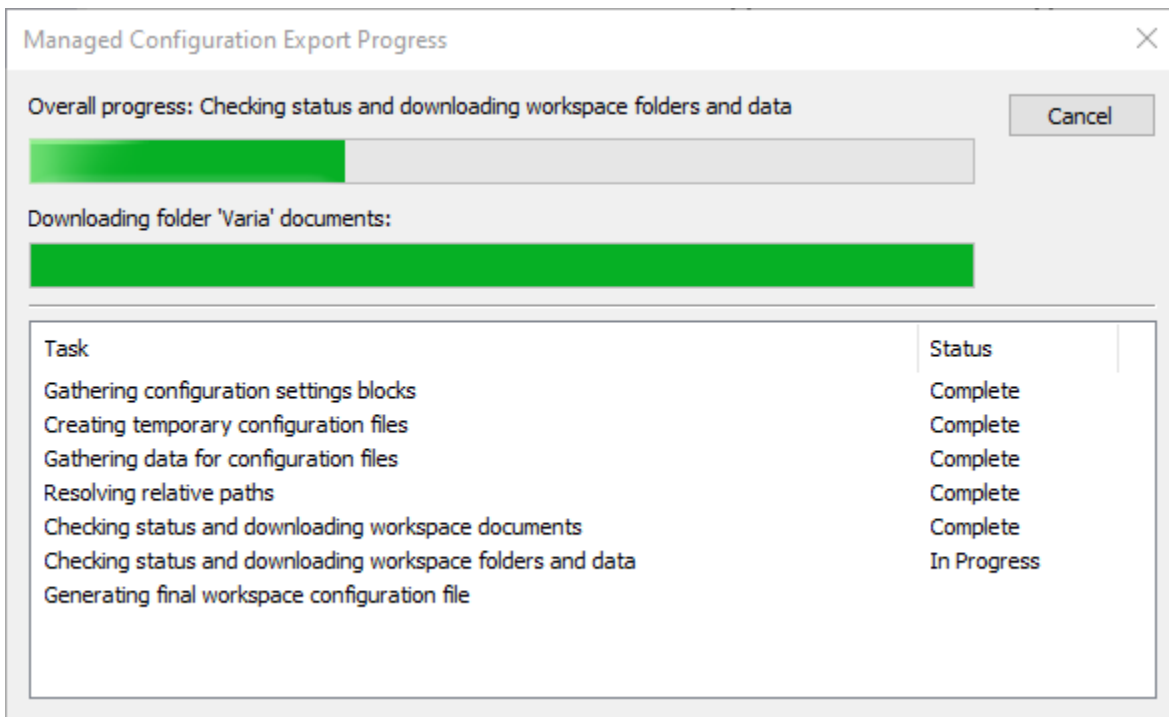 Managed Configuration Export Progress
Overall progress: Checking status and downloading workspace folders and data
Cancel
Downloading folder 'Varia' documents:
Task Status
Gathering configuration settings blocks Complete
Creating temporary configuration files Complete
Gathering data for configuration files Complete
Resolving relative paths Complete
Checking status and downloading workspace documents Complete
Checking status and downloading workspace folders and data In Progress
Generating final workspace configuration file